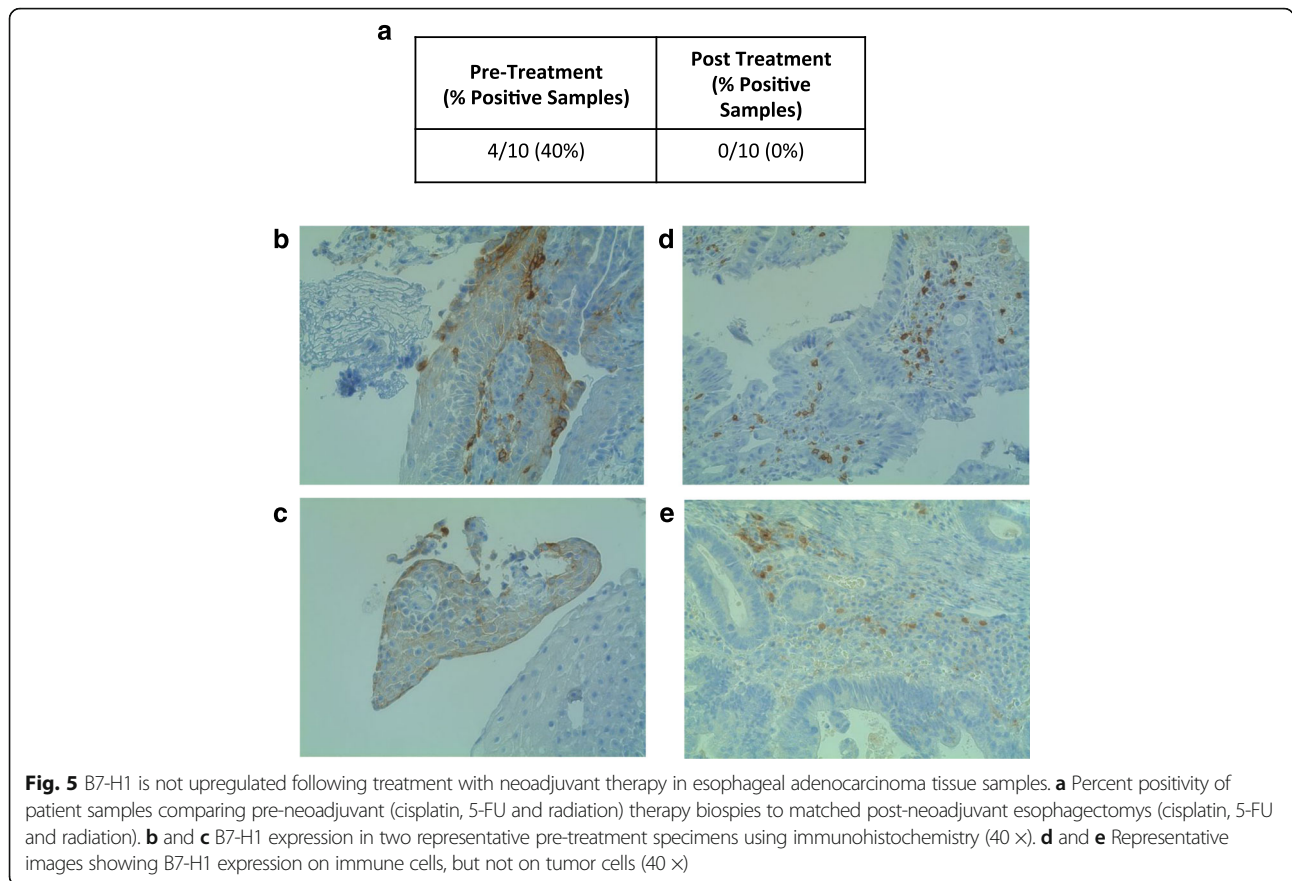 a
Pre-Treatment
(% Positive Samples)
Post Treatment
(% Positive
Samples)
4/10 (40%)
0/10 (0%)
b
d
c
e
Fig. 5 B7-H1 is not upregulated following treatment with neoadjuvant therapy in esophageal adenocarcinoma tissue samples. a Percent positivity of
patient samples comparing pre-neoadjuvant (cisplatin, 5-FU and radiation) therapy biospies to matched post-neoadjuvant esophagectomys (cisplatin, 5-FU
and radiation). b and c B7-H1 expression in two representative pre-treatment specimens using immunohistochemistry (40 ×). d and e Representative
images showing B7-H1 expression on immune cells, but not on tumor cells (40 ×)